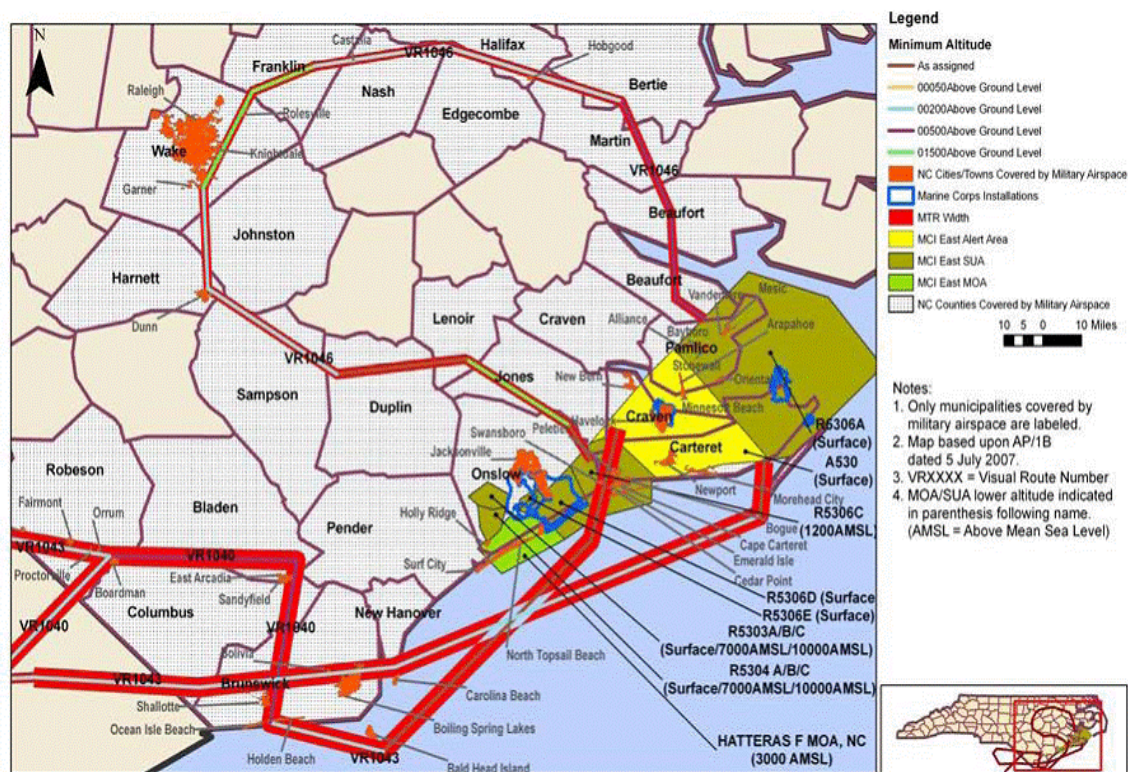 N
Castalia
VR1046
Halifax
Hobgood
Franklin
Raleigh
Nash
Bertie
Rolesville
Edgecombe
Wake
Knightdale
Martin
Garner
VR1046
Beaufort
Johnston
Harnett
Beaufort
Mesic
Vandemere
Dunn
Lenoir
Craven
Alliance
Arapahoe
Bayboro
Pamlico
VR1046
Stonewall
Jones
New Bern
Oriental
Sampson
Duplin
Minnesott Beach
Havelock
Craven
Peletier
R5306A
(Surface)
Swansboro
Carteret
Jacksonville
A530
(Surface)
Robeson
Onslow
Newport
Morehead City
Fairmont
Bladen
R5306C
(1200AMSL)
Orrum
Holly Ridge
Bogue
Pender
Cape Carteret
VR1043
VR1040
Emerald Isle
Proctorville
East Arcadia
Surf City
Cedar Point
Boardman
Sandyfield
R5306D (Surface
Columbus
New Hanover
R5306E (Surface)
VR1040
VR1040
R5303A/B/C
(Surface/7000AMSL/10000AMSL)
Bolivia
North Topsail Beach
R5304 A/B/C
(Surface/7000AMSL/10000AMSL)
VR1043
Brunswick
Carolina Beach
Shallotte
Boiling Spring Lakes
Ocean Isle Beach
HATTERAS F MOA, NC
(3000 AMSL)
Holden Beach
VR1043
Bald Head Island
Legend
Minimum Altitude
As assigned
00050Above Ground Level
00200Above Ground Level
00500Above Ground Level
01500Above Ground Level
NC Cities/Towns Covered by Military Airspace
Marine Corps Installations
MTR Width
MCI East Alert Area
MCI East SUA
MCI East MOA
NC Counties Covered by Military Airspace
10 5 0 10 Miles
Notes:
1. Only municipalities covered by
military airspace are labeled.
2. Map based upon AP/1B
dated 5 July 2007.
3. VRXXXX = Visual Route Number
4. MOA/SUA lower altitude indicated
in parenthesis following name.
(AMSL = Above Mean Sea Level)